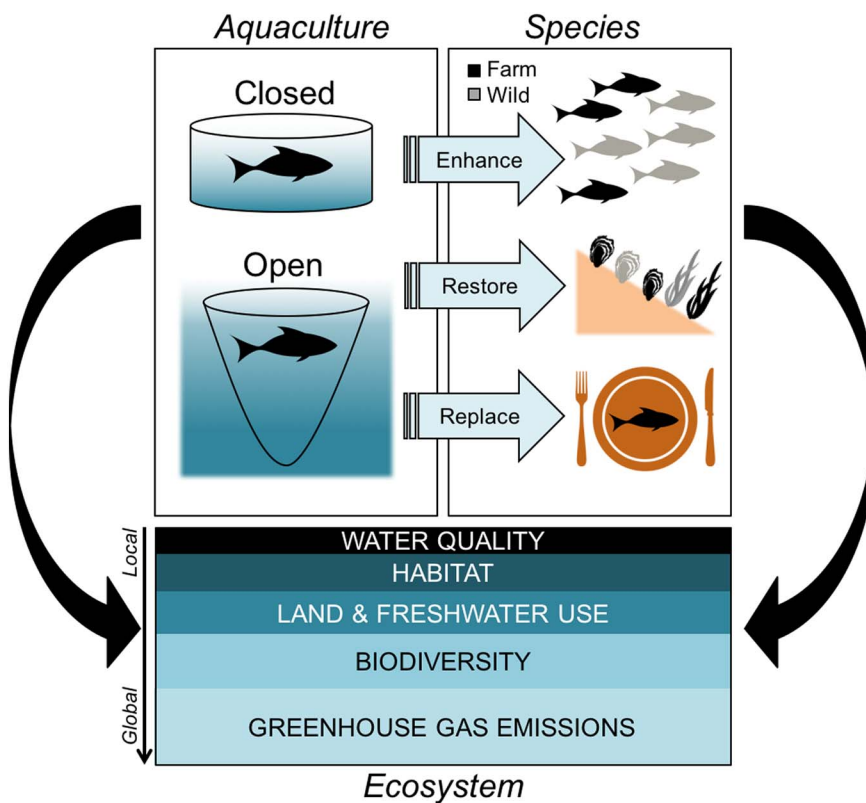 Aquaculture
Species
Closed
Farm
Wild
Enhance
Open
Restore
Replace
Local
Global
WATER QUALITY
HABITAT
LAND & FRESHWATER USE
BIODIVERSITY
GREENHOUSE GAS EMISSIONS
Ecosystem